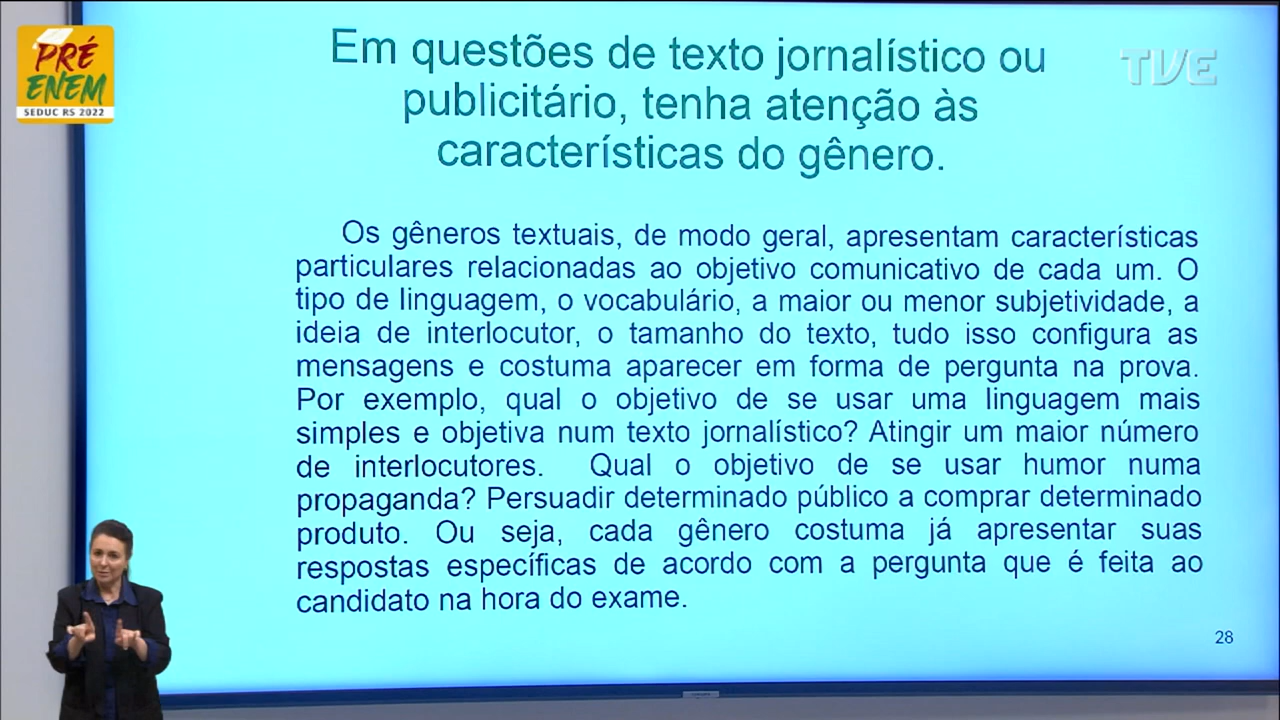 PRÉ
ENEM
SEDUC RS 2022
TVE
Em questões de texto jornalístico ou
publicitário, tenha atenção às
características do gênero.
Os gêneros textuais, de modo geral, apresentam características
particulares relacionadas ao objetivo comunicativo de cada um. O
tipo de linguagem, o vocabulário, a maior ou menor subjetividade, a
ideia de interlocutor, o tamanho do texto, tudo isso configura as
mensagens e costuma aparecer em forma de pergunta na prova.
Por exemplo, qual o objetivo de se usar uma linguagem mais
simples e objetiva num texto jornalístico? Atingir um maior número
de interlocutores. Qual o objetivo de se usar humor numa
propaganda? Persuadir determinado público a comprar determinado
produto. Ou seja, cada gênero costuma já apresentar suas
respostas específicas de acordo com a pergunta que é feita ao
candidato na hora do exame.
28